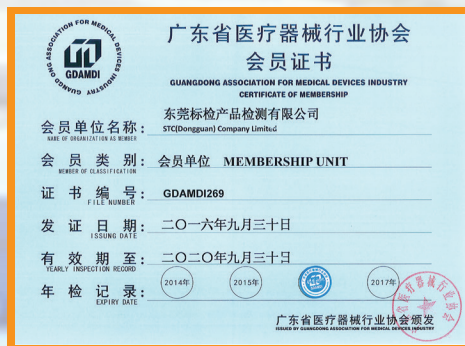 GUANGDONG ASSOCIATION FOR MEDICAL DEVICES INDUSTRY
GDAMDI
广东省医疗器械行业协会
会员证书
GUANGDONG ASSOCIATION FOR MEDICAL DEVICES INDUSTRY
CERTIFICATE OF MEMBERSHIP
会员单位名称: 东莞标检产品检测有限公司
NAME OF ORGANIZATION AS MEMBER STC(Dongguan) Company Limited
会员类别: 会员单位 MEMBERSHIP UNIT
MEMBER OF CLASSIFICATION
证书编号: GDAMDI269
FILE NUMBER
发证日期: 二〇一六年九月三十日
ISSUNG DATE
有效期至: 二〇二〇年九月三十日
YEARLY INSPECTION RECORD
年检记录: 2014年 2015年 2017年
EXPIRY DATE
广东省医疗器械行业协会颁发
ISSUED BY GUANGDONG ASSOCIATION FOR MEDICAL DEVICES INDUSTRY